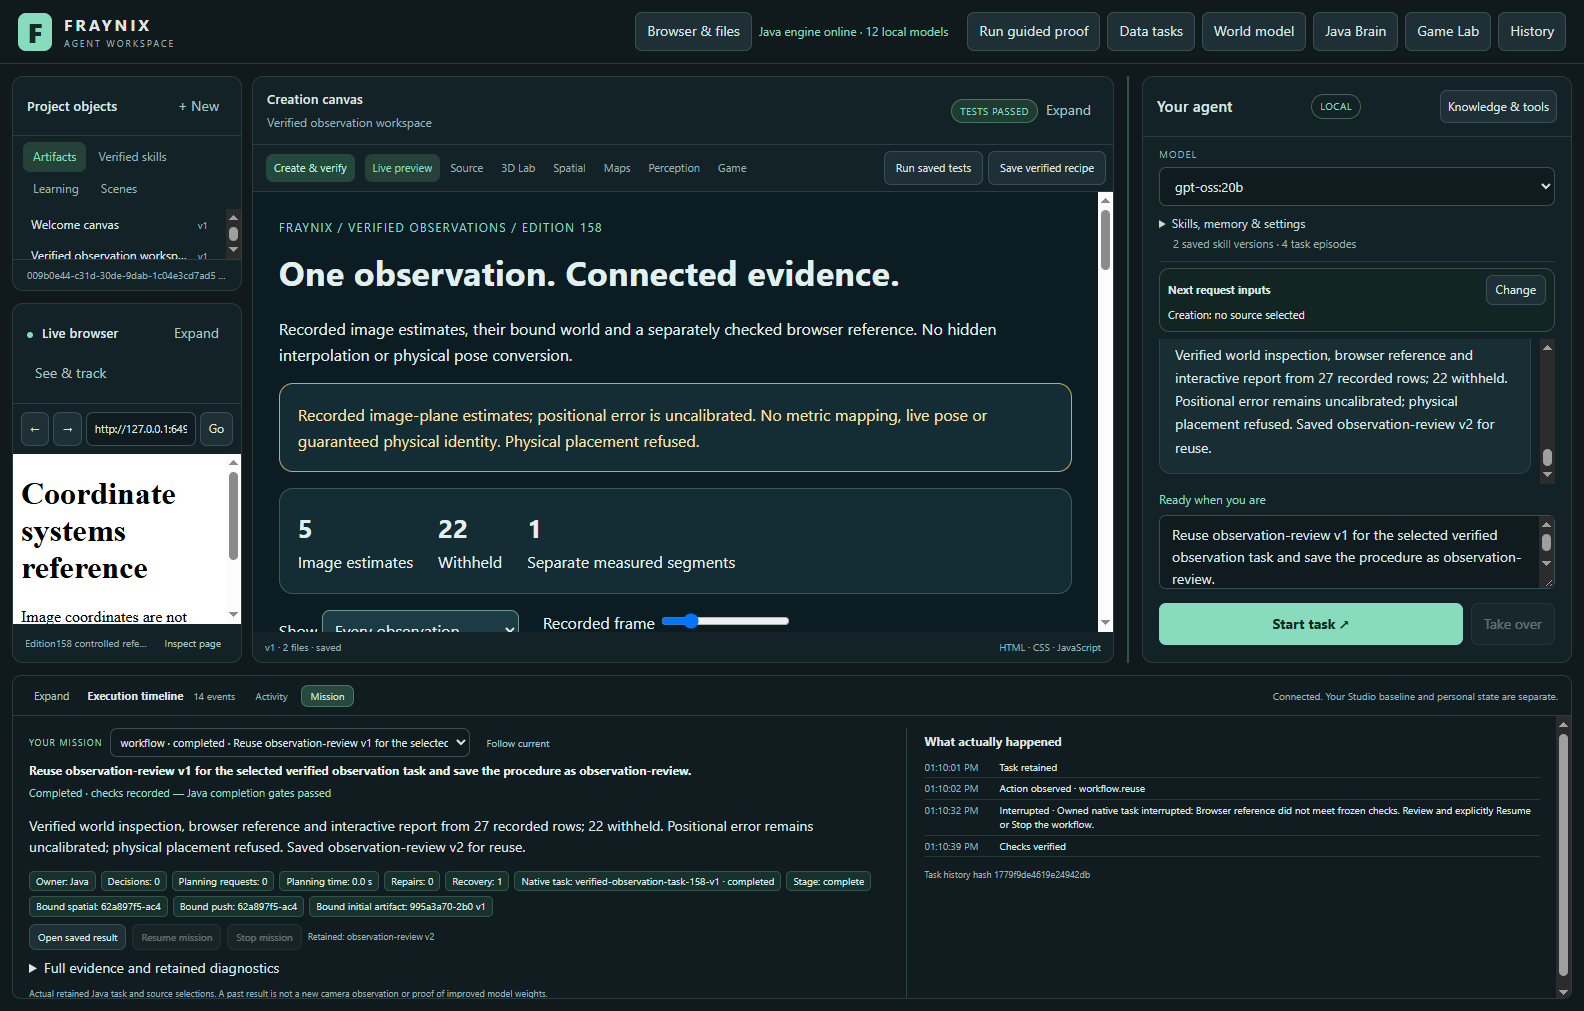 F
FRAYNIX
AGENT WORKSPACE
Browser & files
Java engine online · 12 local models
Run guided proof
Data tasks
World model
Java Brain
Game Lab
History
Project objects
+ New
Artifacts
Verified skills
Learning
Scenes
Welcome canvas
v1
Verified observation worksp...
v1
009b0e44-c31d-30de-9dab-1c04e3cd7ad5 ...
Live browser
Expand
See & track
←
→
http://127.0.0.1:649
Go
Coordinate
systems
reference
Image coordinates are not
Edition158 controlled refe...
Inspect page
Creation canvas
Verified observation workspace
TESTS PASSED
Expand
Create & verify
Live preview
Source
3D Lab
Spatial
Maps
Perception
Game
Run saved tests
Save verified recipe
FRAYNIX / VERIFIED OBSERVATIONS / EDITION 158
One observation. Connected evidence.
Recorded image estimates, their bound world and a separately checked browser reference. No hidden
interpolation or physical pose conversion.
Recorded image-plane estimates; positional error is uncalibrated. No metric mapping, live pose or
guaranteed physical identity. Physical placement refused.
5
Image estimates
22
Withheld
1
Separate measured segments
Show
Every observation
Recorded frame
v1 · 2 files · saved
HTML · CSS · JavaScript
Your agent
LOCAL
Knowledge & tools
MODEL
gpt-oss:20b
Skills, memory & settings
2 saved skill versions · 4 task episodes
Next request inputs
Change
Creation: no source selected
Verified world inspection, browser reference and
interactive report from 27 recorded rows; 22 withheld.
Positional error remains uncalibrated; physical
placement refused. Saved observation-review v2 for
reuse.
Ready when you are
Reuse observation-review v1 for the selected verified
observation task and save the procedure as observation-
review.
Start task ↗
Take over
Expand
Execution timeline
14 events
Activity
Mission
Connected. Your Studio baseline and personal state are separate.
YOUR MISSION
workflow · completed · Reuse observation-review v1 for the selected
Follow current
Reuse observation-review v1 for the selected verified observation task and save the procedure as observation-review.
Completed · checks recorded — Java completion gates passed
Verified world inspection, browser reference and interactive report from 27 recorded rows; 22 withheld. Positional error remains
uncalibrated; physical placement refused. Saved observation-review v2 for reuse.
Owner: Java
Decisions: 0
Planning requests: 0
Planning time: 0.0 s
Repairs: 0
Recovery: 1
Native task: verified-observation-task-158-v1 · completed
Stage: complete
Bound spatial: 62a897f5-ac4
Bound push: 62a897f5-ac4
Bound initial artifact: 995a3a70-2b0 v1
Open saved result
Resume mission
Stop mission
Retained: observation-review v2
Full evidence and retained diagnostics
Actual retained Java task and source selections. A past result is not a new camera observation or proof of improved model weights.
What actually happened
01:10:01 PM
Task retained
01:10:02 PM
Action observed · workflow.reuse
01:10:32 PM
Interrupted · Owned native task interrupted: Browser reference did not meet frozen checks. Review and explicitly Resume
or Stop the workflow.
01:10:39 PM
Checks verified
Task history hash 1779f9de4619e24942db